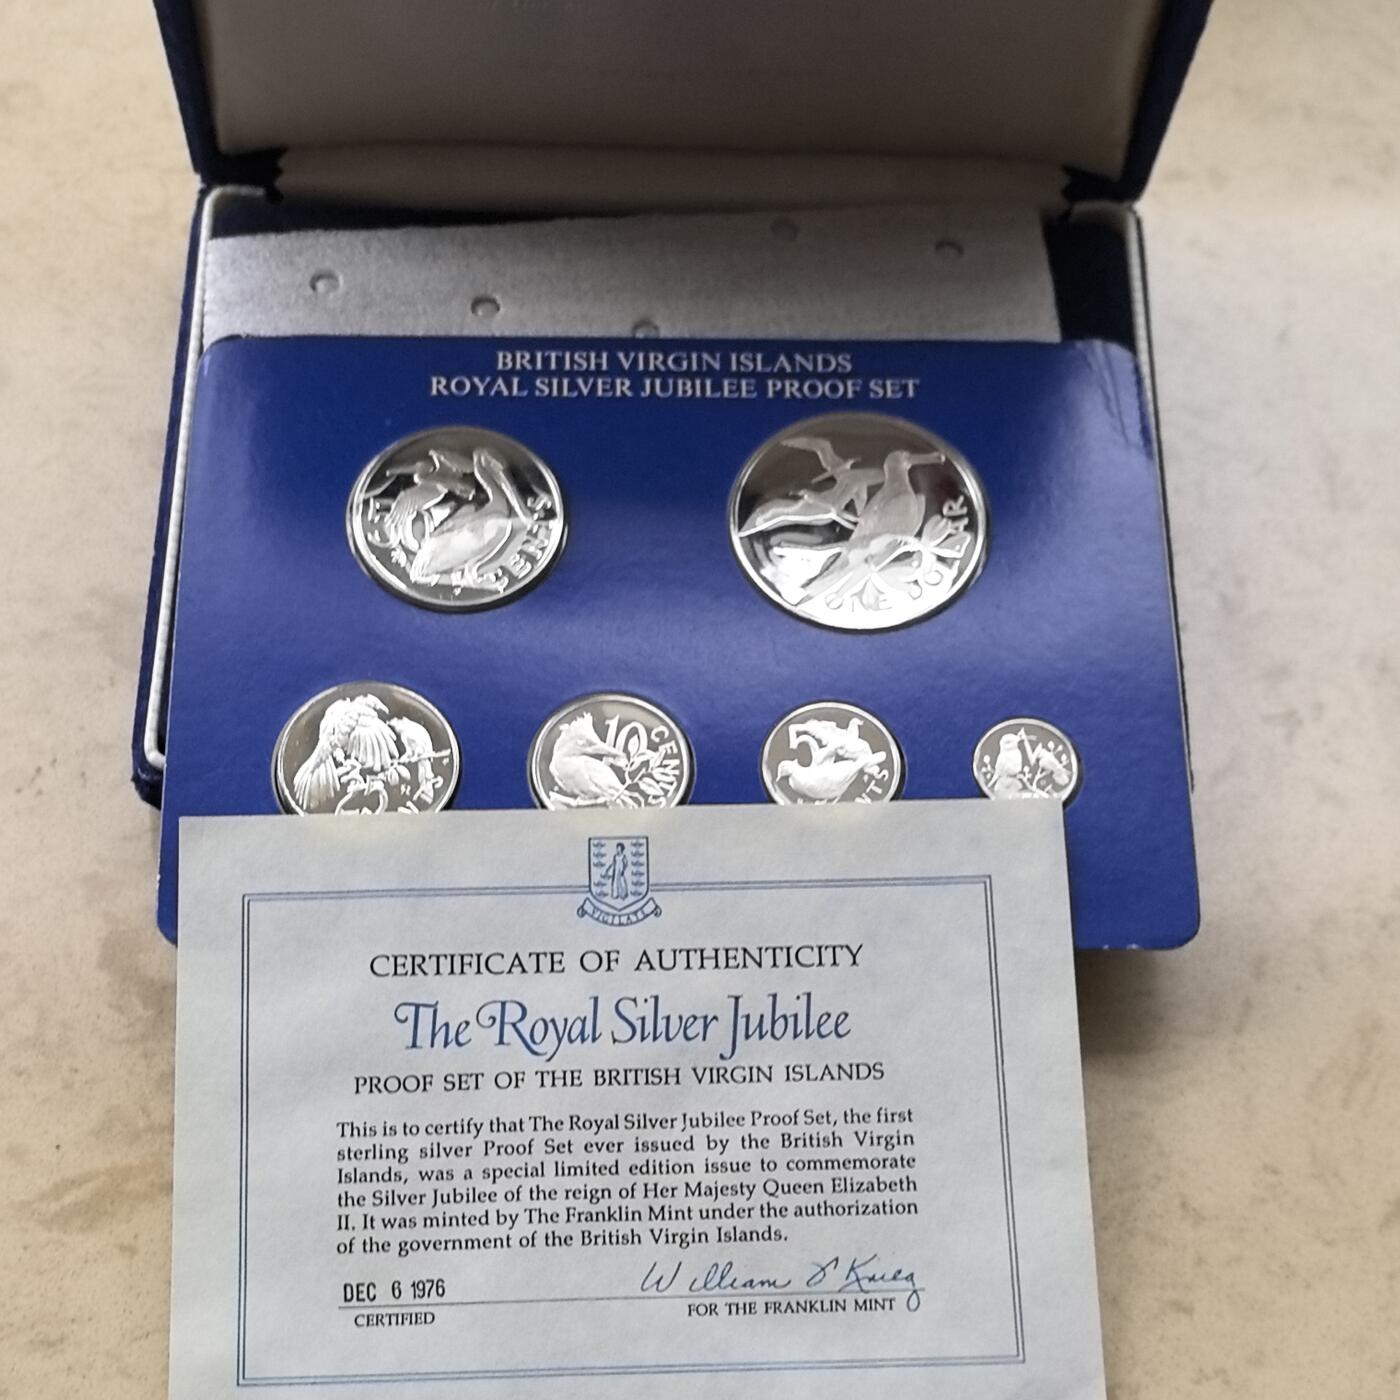 BRITISH VIRGIN ISLANDS
ROYAL SILVER JUBILEE PROOF SET
CENTS
ONE DOLLAR
10 CENTS
VIGILATE
CERTIFICATE OF AUTHENTICITY
The Royal Silver Jubilee
PROOF SET OF THE BRITISH VIRGIN ISLANDS
This is to certify that The Royal Silver Jubilee Proof Set, the first
sterling silver Proof Set ever issued by the British Virgin
Islands, was a special limited edition issue to commemorate
the Silver Jubilee of the reign of Her Majesty Queen Elizabeth
II. It was minted by The Franklin Mint under the authorization
of the government of the British Virgin Islands.
DEC 6 1976
CERTIFIED
FOR THE FRANKLIN MINT